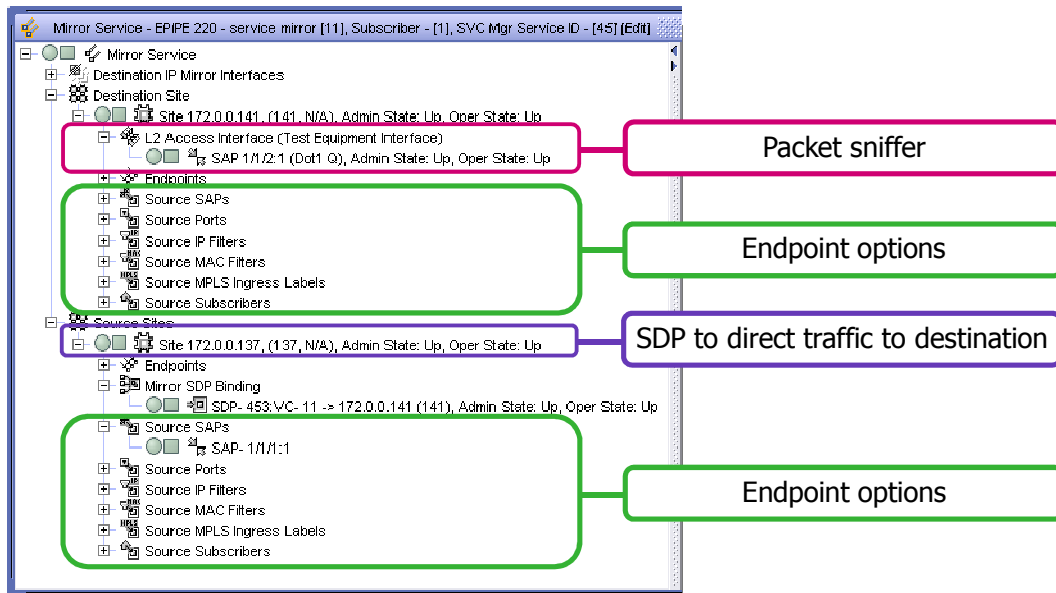 Mirror Service - EPIPE 220 - service mirror [11], Subscriber - [1], SVC Mgr Service ID - [45] [Edit]
Mirror Service
Destination IP Mirror Interfaces
Destination Site
Site 172.0.0.141, (141, N/A), Admin State: Up, Oper State: Up
L2 Access Interface (Test Equipment Interface)
SAP 1/1/2:1 (Dot1 Q), Admin State: Up, Oper State: Up
Packet sniffer
Endpoints
Source SAPs
Source Ports
Source IP Filters
Source MAC Filters
Source MPLS Ingress Labels
Source Subscribers
Endpoint options
Source Sites
Site 172.0.0.137, (137, N/A), Admin State: Up, Oper State: Up
SDP to direct traffic to destination
Endpoints
Mirror SDP Binding
SDP- 453:VC- 11 -> 172.0.0.141 (141), Admin State: Up, Oper State: Up
Source SAPs
SAP- 1/1/1:1
Source Ports
Source IP Filters
Source MAC Filters
Source MPLS Ingress Labels
Source Subscribers
Endpoint options